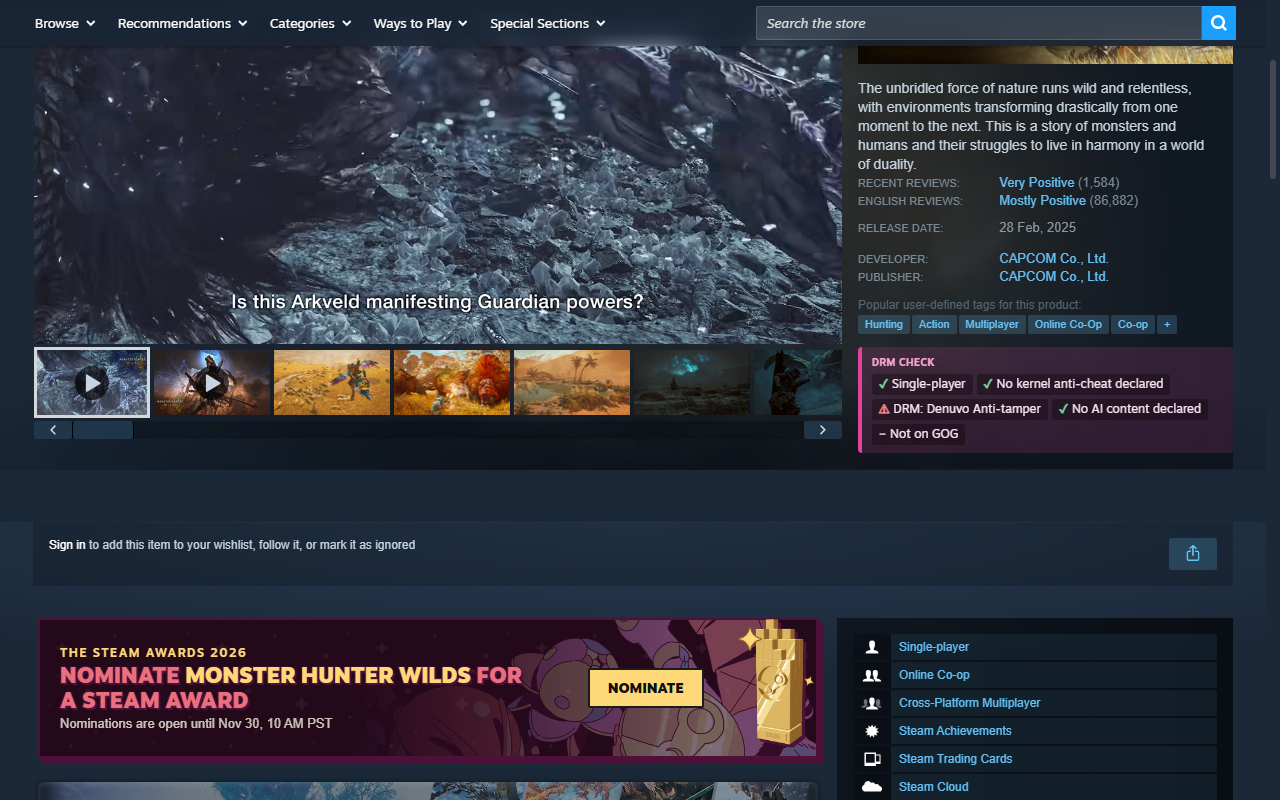 Browse
Recommendations
Categories
Ways to Play
Special Sections
Search the store
Is this Arkveld manifesting Guardian powers?
The unbridled force of nature runs wild and relentless,
with environments transforming drastically from one
moment to the next. This is a story of monsters and
humans and their struggles to live in harmony in a world
of duality.
RECENT REVIEWS: Very Positive (1,584)
ENGLISH REVIEWS: Mostly Positive (86,882)
RELEASE DATE: 28 Feb, 2025
DEVELOPER: CAPCOM Co., Ltd.
PUBLISHER: CAPCOM Co., Ltd.
Popular user-defined tags for this product:
Hunting Action Multiplayer Online Co-Op Co-op +
DRM CHECK
✓ Single-player ✓ No kernel anti-cheat declared
⚠ DRM: Denuvo Anti-tamper ✓ No AI content declared
– Not on GOG
Sign in to add this item to your wishlist, follow it, or mark it as ignored
THE STEAM AWARDS 2026
NOMINATE MONSTER HUNTER WILDS FOR
A STEAM AWARD
Nominations are open until Nov 30, 10 AM PST
NOMINATE
Single-player
Online Co-op
Cross-Platform Multiplayer
Steam Achievements
Steam Trading Cards
Steam Cloud